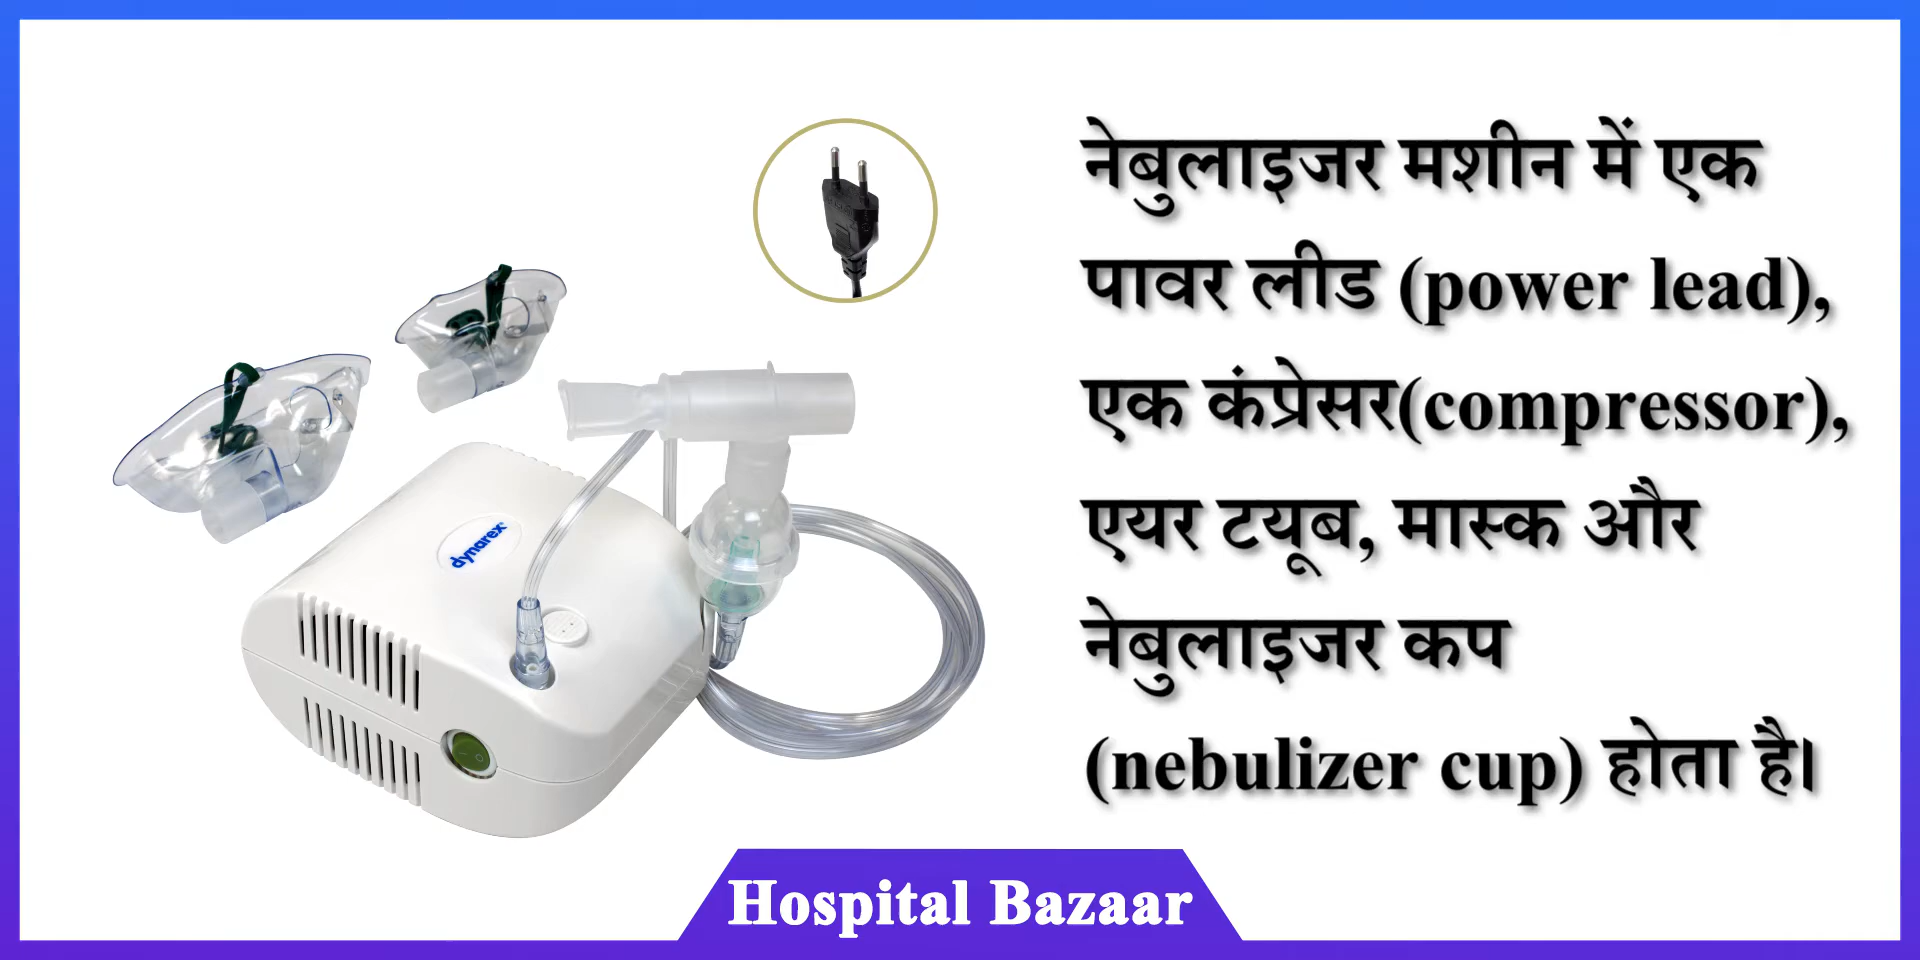 dynarex
नेबुलाइजर मशीन में एक
पावर लीड (power lead),
एक कंप्रेसर(compressor),
एयर टयूब, मास्क और
नेबुलाइजर कप
(nebulizer cup) होता है।
Hospital Bazaar